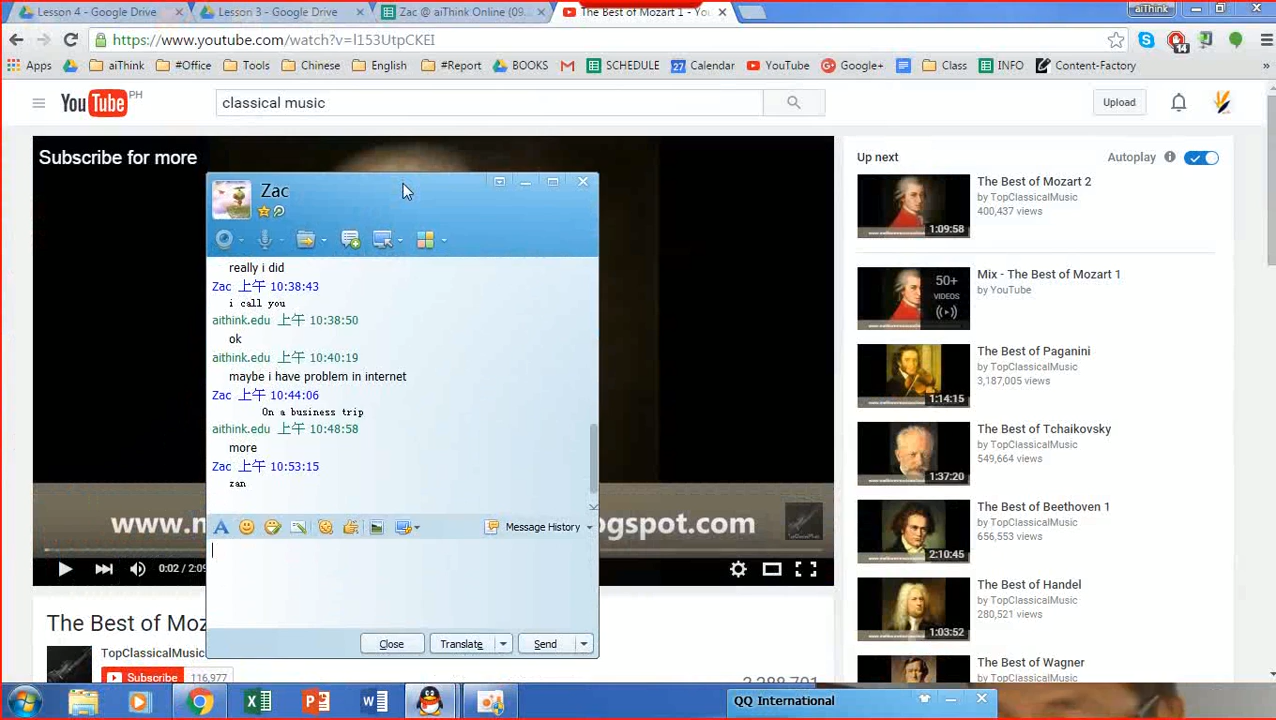 Lesson 4 - Google Drive
Lesson 3 - Google Drive
Zac @ aiThink Online (09...
The Best of Mozart 1 - Yo
aiThink
https://www.youtube.com/watch?v=l153UtpCKEI
14
Apps
aiThink
#Office
Tools
Chinese
English
eReport
BOOKS
SCHEDULE
27 Calendar
YouTube
Google+
Class
INFO
Content-Factory
»
YouTube PH
classical music
Upload
Subscribe for more
Zac
really i did
Zac 上午 10:38:43
i call you
aithink.edu 上午 10:38:50
ok
aithink.edu 上午 10:40:19
maybe i have problem in internet
Zac 上午 10:44:06
On a business trip
aithink.edu 上午 10:48:58
more
Zac 上午 10:53:15
zan
Message History
Close
Translate
Send
www.
ogspot.com
0:02 / 2:09
The Best of Moz
TopClassicalMusic
Subscribe 116,977
Up next
Autoplay
The Best of Mozart 2
by TopClassicalMusic
400,437 views
1:09:58
Mix - The Best of Mozart 1
by YouTube
50+
VIDEOS
The Best of Paganini
by TopClassicalMusic
3,187,005 views
1:14:15
The Best of Tchaikovsky
by TopClassicalMusic
549,664 views
1:37:20
The Best of Beethoven 1
by TopClassicalMusic
656,553 views
2:10:45
The Best of Handel
by TopClassicalMusic
280,521 views
1:03:52
The Best of Wagner
by TopClassicalMusic
QQ International